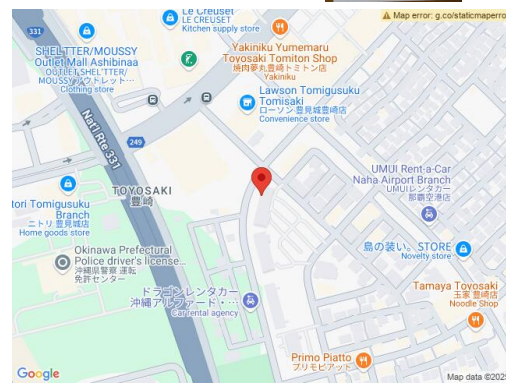 Le Creuset
LE CREUSET
Kitchen supply store
Map error: g.co/staticmaperro
331
SHEL'TTER/MOUSSY
Outlet Mall Ashibinaa
OUTLET SHEL'TTER/
MOUSSY アウトレット…
Clothing store
Yakiniku Yumemaru
Toyosaki Tomiton Shop
焼肉夢丸豊崎トミトン店
Yakiniku
Lawson Tomigusuku
Tomisaki
ローソン 豊見城豊崎店
Convenience store
Nat'l Rte 331
249
TOYOSAKI
豊崎
UMUI Rent-a-Car
Naha Airport Branch
UMUIレンタカー
那覇空港店
tori Tomigusuku
Branch
ニトリ 豊見城店
Home goods store
島の装い。STORE
Novelty store
Okinawa Prefectural
Police driver's license...
沖縄県警察 運転
免許センター
ドラゴンレンタカー
沖縄アルファード・…
Car rental agency
Tamaya Toyosaki
玉家 豊崎店
Noodle Shop
331
Primo Piatto
プリモピアット
Google
Map data ©2025